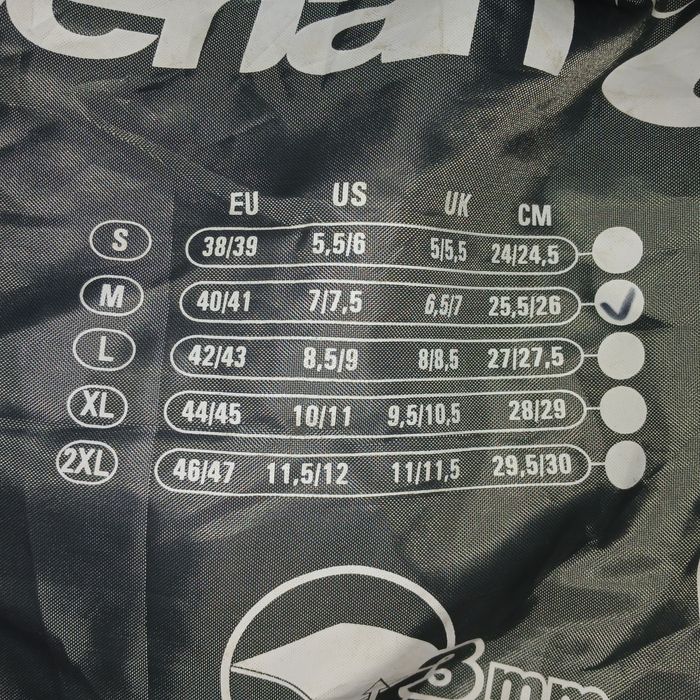 EU US UK CM
S 38/39 5,5/6 5/5,5 24/24,5
M 40/41 7/7,5 6,5/7 25,5/26
L 42/43 8,5/9 8/8,5 27/27,5
XL 44/45 10/11 9,5/10,5 28/29
2XL 46/47 11,5/12 11/11,5 29.5/30
3mm